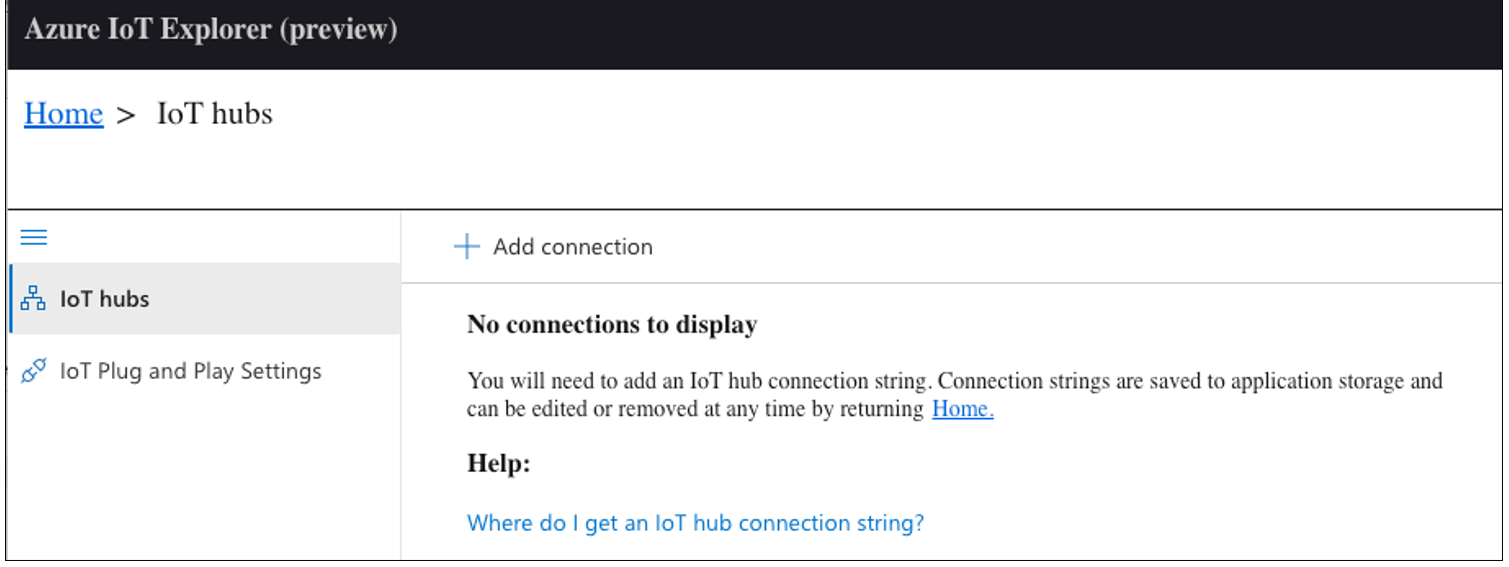 Azure IoT Explorer (preview)
Home > IoT hubs
Add connection
IoT hubs
IoT Plug and Play Settings
No connections to display
You will need to add an IoT hub connection string. Connection strings are saved to application storage and
can be edited or removed at any time by returning Home.
Help:
Where do I get an IoT hub connection string?